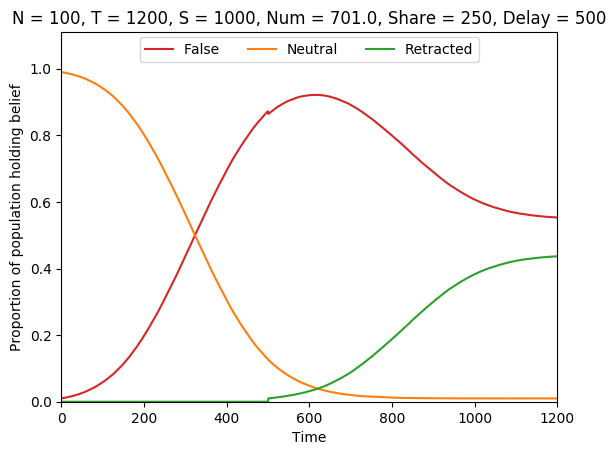 N = 100, T = 1200, S = 1000, Num = 701.0, Share = 250, Delay = 500
False Neutral Retracted
Proportion of population holding belief
1.0
0.8
0.6
0.4
0.2
0.0
0 200 400 600 800 1000 1200
Time